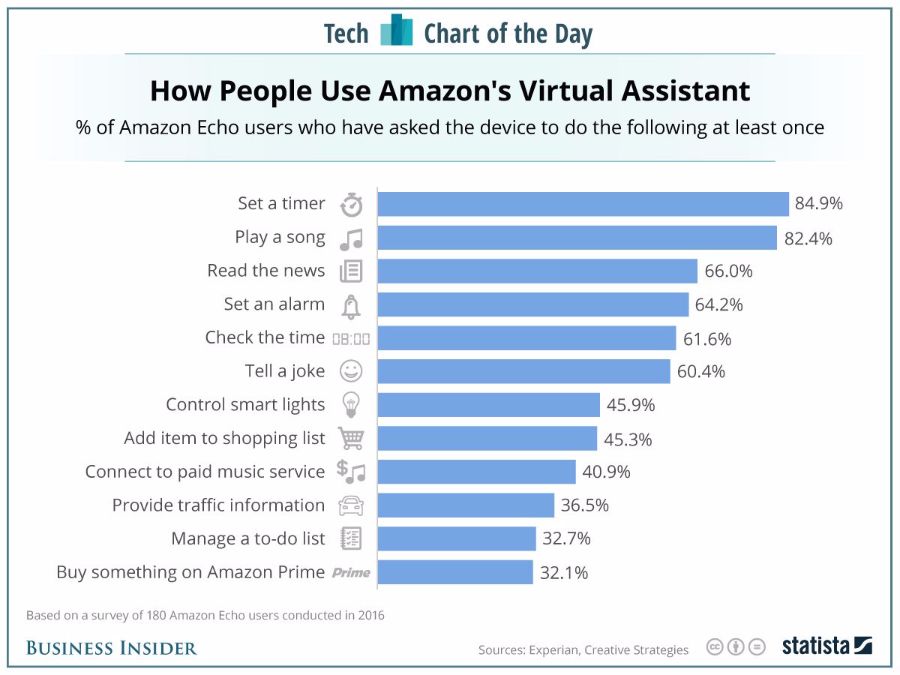 Tech Chart of the Day
How People Use Amazon's Virtual Assistant
% of Amazon Echo users who have asked the device to do the following at least once
Set a timer 84.9%
Play a song 82.4%
Read the news 66.0%
Set an alarm 64.2%
Check the time 08:00 61.6%
Tell a joke 60.4%
Control smart lights 45.9%
Add item to shopping list 45.3%
Connect to paid music service $ 40.9%
Provide traffic information 36.5%
Manage a to-do list 32.7%
Buy something on Amazon Prime Prime 32.1%
Based on a survey of 180 Amazon Echo users conducted in 2016
BUSINESS INSIDER Sources: Experian, Creative Strategies cc statista